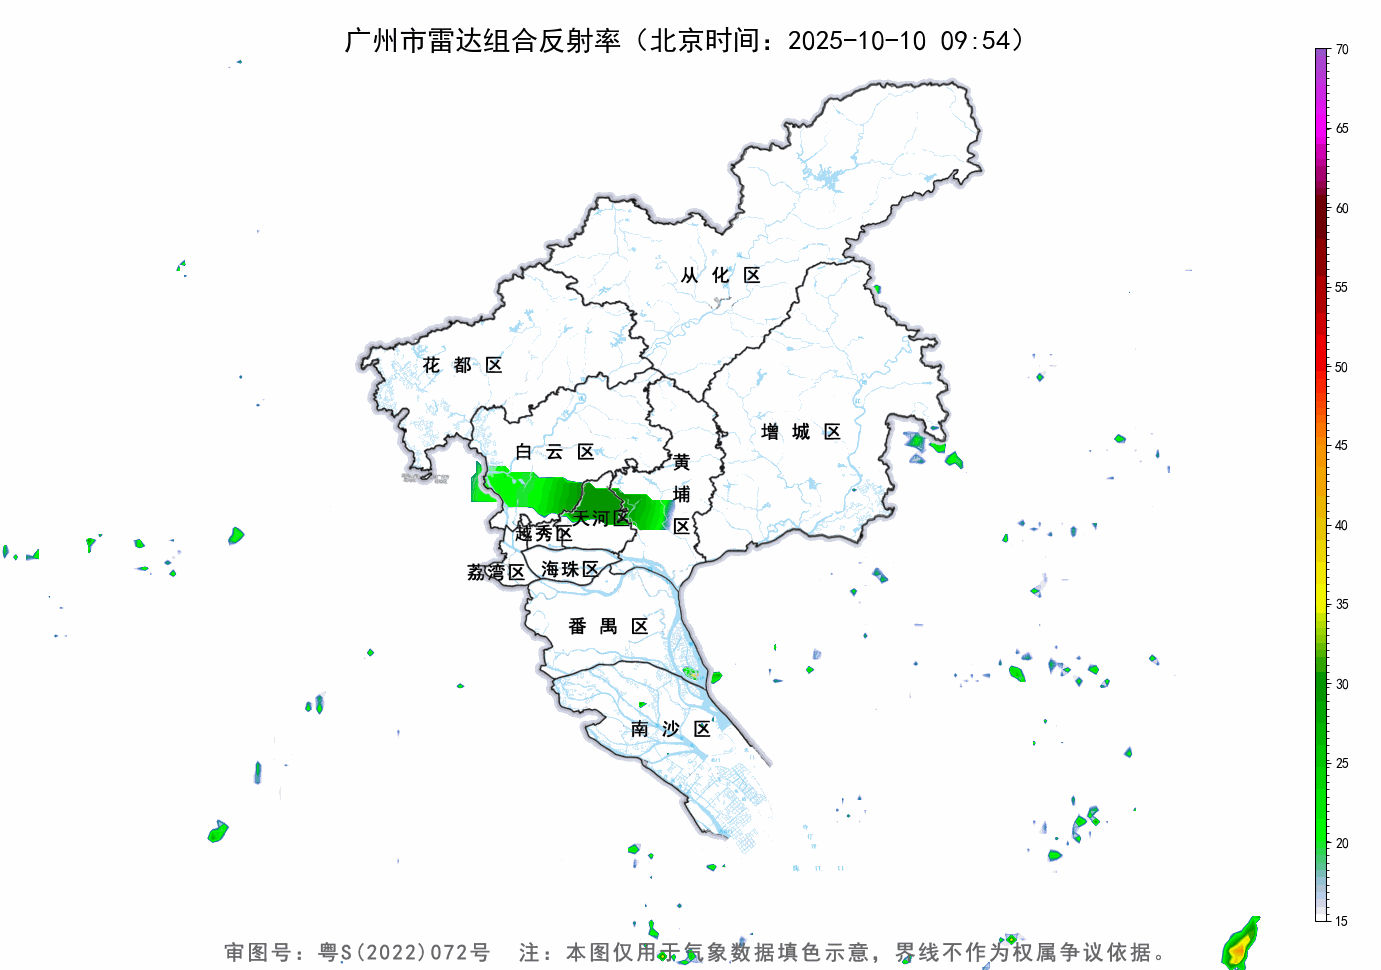 广州市雷达组合反射率（北京时间：2025-10-10 09:54）
70
65
60
55
50
45
40
35
30
25
20
15
从化区
花都区
增城区
白云区
黄埔区
天河区
越秀区
荔湾区
海珠区
番禺区
南沙区
审图号：粤S(2022)072号 注：本图仅用于气象数据填色示意，界线不作为权属争议依据。